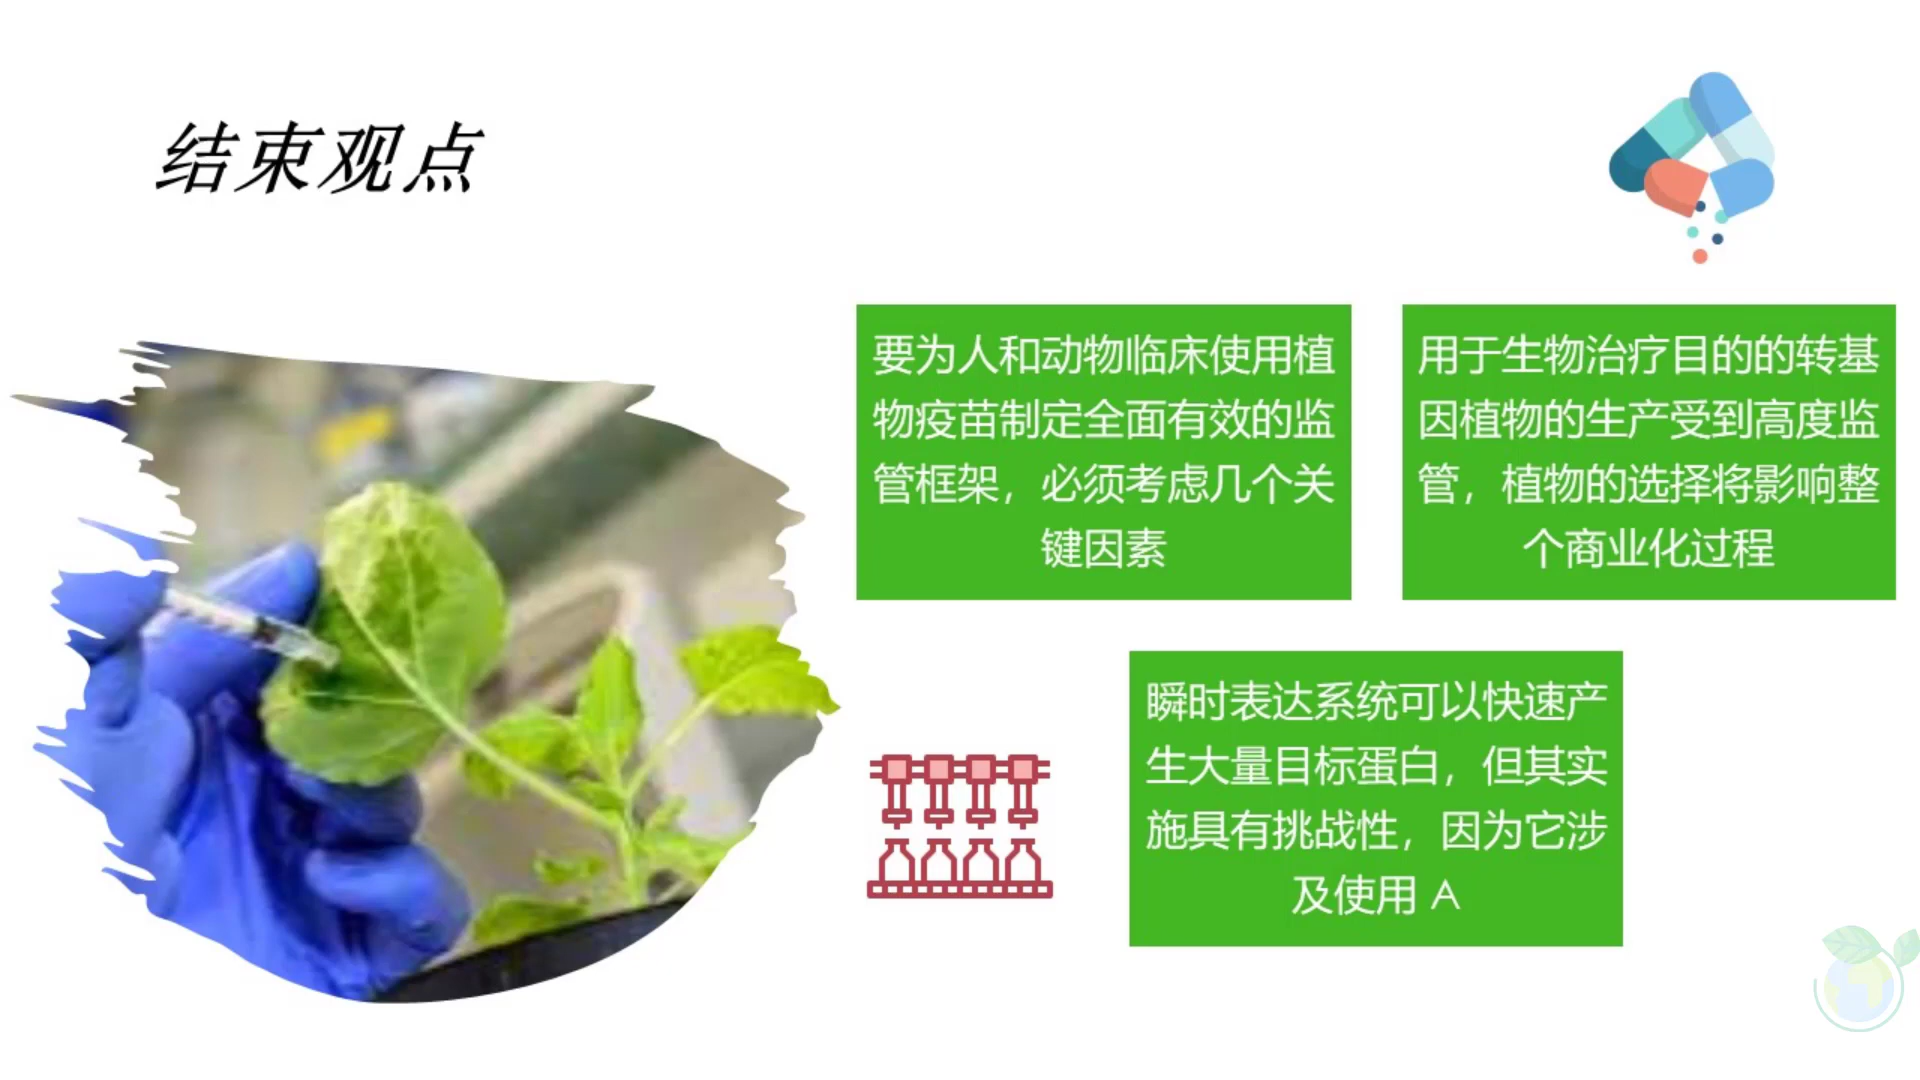 结束观点
要为人和动物临床使用植
物疫苗制定全面有效的监
管框架，必须考虑几个关
键因素
用于生物治疗目的的转基
因植物的生产受到高度监
管，植物的选择将影响整
个商业化过程
瞬时表达系统可以快速产
生大量目标蛋白，但其实
施具有挑战性，因为它涉
及使用 A